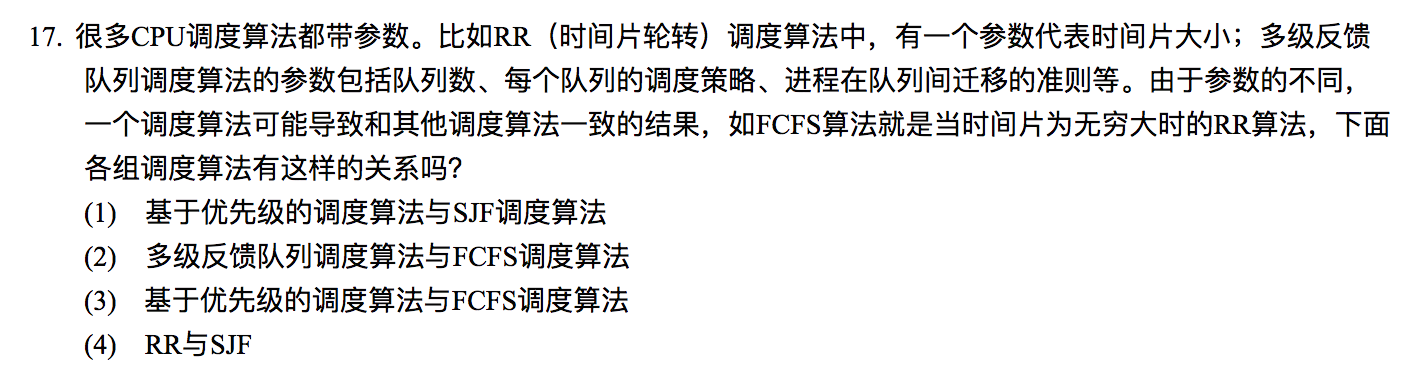 17. 很多CPU调度算法都带参数。比如RR（时间片轮转）调度算法中，有一个参数代表时间片大小；多级反馈
队列调度算法的参数包括队列数、每个队列的调度策略、进程在队列间迁移的准则等。由于参数的不同，
一个调度算法可能导致和其他调度算法一致的结果，如FCFS算法就是当时间片为无穷大时的RR算法，下面
各组调度算法有这样的关系吗？
(1) 基于优先级的调度算法与SJF调度算法
(2) 多级反馈队列调度算法与FCFS调度算法
(3) 基于优先级的调度算法与FCFS调度算法
(4) RR与SJF